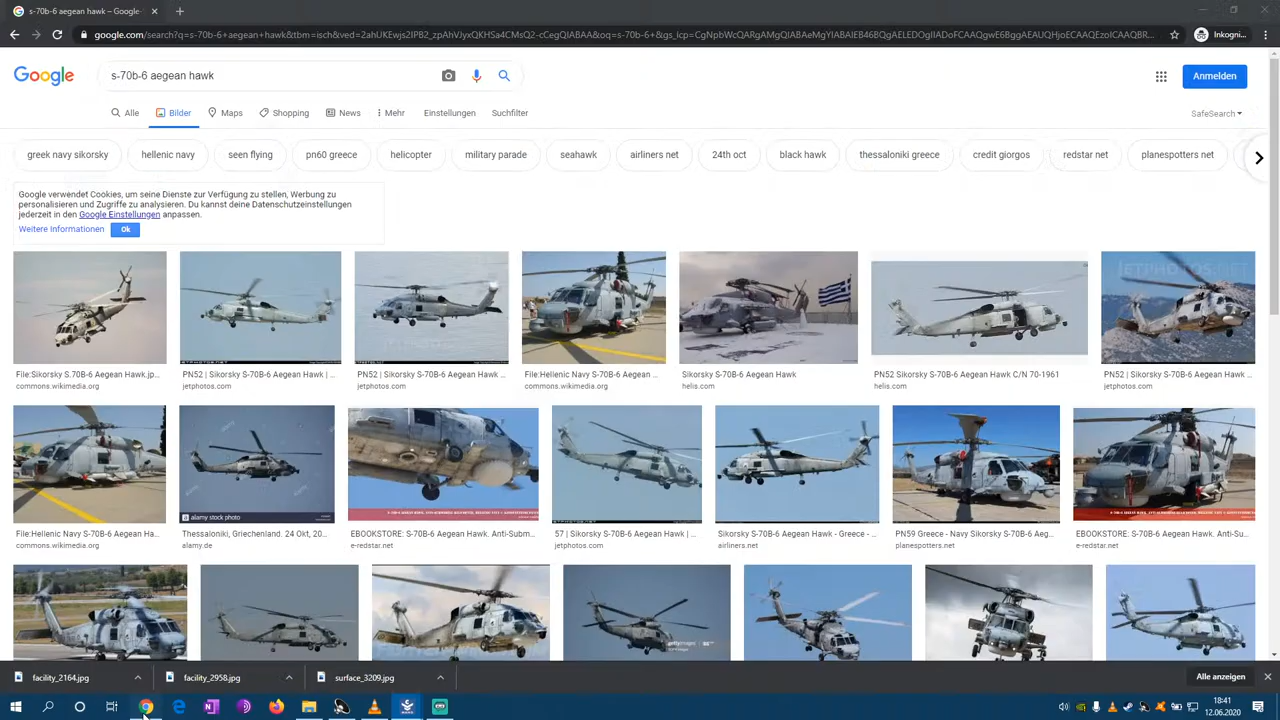 s-70b-6 aegean hawk – Google
google.com/search?q=s-70b-6+aegean+hawk&tbm=isch&ved=
Inkogni...
Google
s-70b-6 aegean hawk
Anmelden
Alle
Bilder
Maps
Shopping
News
Mehr
Einstellungen
Suchfilter
SafeSearch
greek navy sikorsky
hellenic navy
seen flying
pn60 greece
helicopter
military parade
seahawk
airliners net
24th oct
black hawk
thessaloniki greece
credit giorgos
redstar net
planespotters net
Google verwendet Cookies, um seine Dienste zur Verfügung zu stellen, Werbung zu
personalisieren und Zugriffe zu analysieren. Du kannst deine Datenschutzeinstellungen
jederzeit in den Google Einstellungen anpassen.
Weitere Informationen
Ok
JETPHOTOS.NET
File:Sikorsky S.70B-6 Aegean Hawk.jp...
commons.wikimedia.org
PN52 | Sikorsky S-70B-6 Aegean Hawk | ...
jetphotos.com
PN52 | Sikorsky S-70B-6 Aegean Hawk ...
jetphotos.com
File:Hellenic Navy S-70B-6 Aegean ...
commons.wikimedia.org
Sikorsky S-70B-6 Aegean Hawk
helis.com
PN52 Sikorsky S-70B-6 Aegean Hawk C/N 70-1961
helis.com
PN52 | Sikorsky S-70B-6 Aegean H...
jetphotos.com
alamy stock photo
File:Hellenic Navy S-70B-6 Aegean Ha...
commons.wikimedia.org
Thessaloniki, Griechenland. 24 Okt, 20...
alamy.de
EBOOKSTORE: S-70B-6 Aegean Hawk. Anti-Subm...
e-redstar.net
57 | Sikorsky S-70B-6 Aegean Hawk | ...
jetphotos.com
Sikorsky S-70B-6 Aegean Hawk - Greece - ...
airliners.net
PN59 Greece - Navy Sikorsky S-70B-6 Aeg...
planespotters.net
EBOOKSTORE: S-70B-6 Aegean Hawk. Anti-Su...
e-redstar.net
gettyimages
facility_2164.jpg
facility_2958.jpg
surface_3209.jpg
Alle anzeigen
18:41
12.06.2020